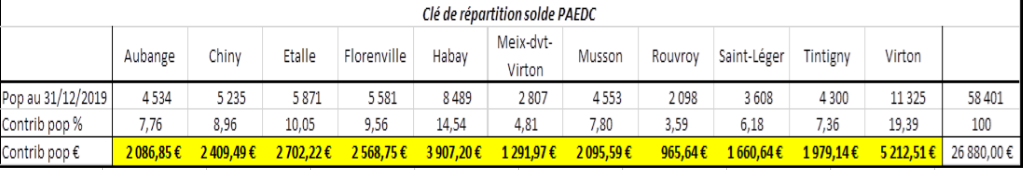 Clé de répartition solde PAEDC
Aubange Chiny Etalle Florenville Habay Meix-dvt-Virton Musson Rouvroy Saint-Léger Tintigny Virton
Pop au 31/12/2019 4 534 5 235 5 871 5 581 8 489 2 807 4 553 2 098 3 608 4 300 11 325 58 401
Contrib pop % 7,76 8,96 10,05 9,56 14,54 4,81 7,80 3,59 6,18 7,36 19,39 100
Contrib pop € 2 086,85 € 2 409,49 € 2 702,22 € 2 568,75 € 3 907,20 € 1 291,97 € 2 095,59 € 965,64 € 1 660,64 € 1 979,14 € 5 212,51 € 26 880,00 €